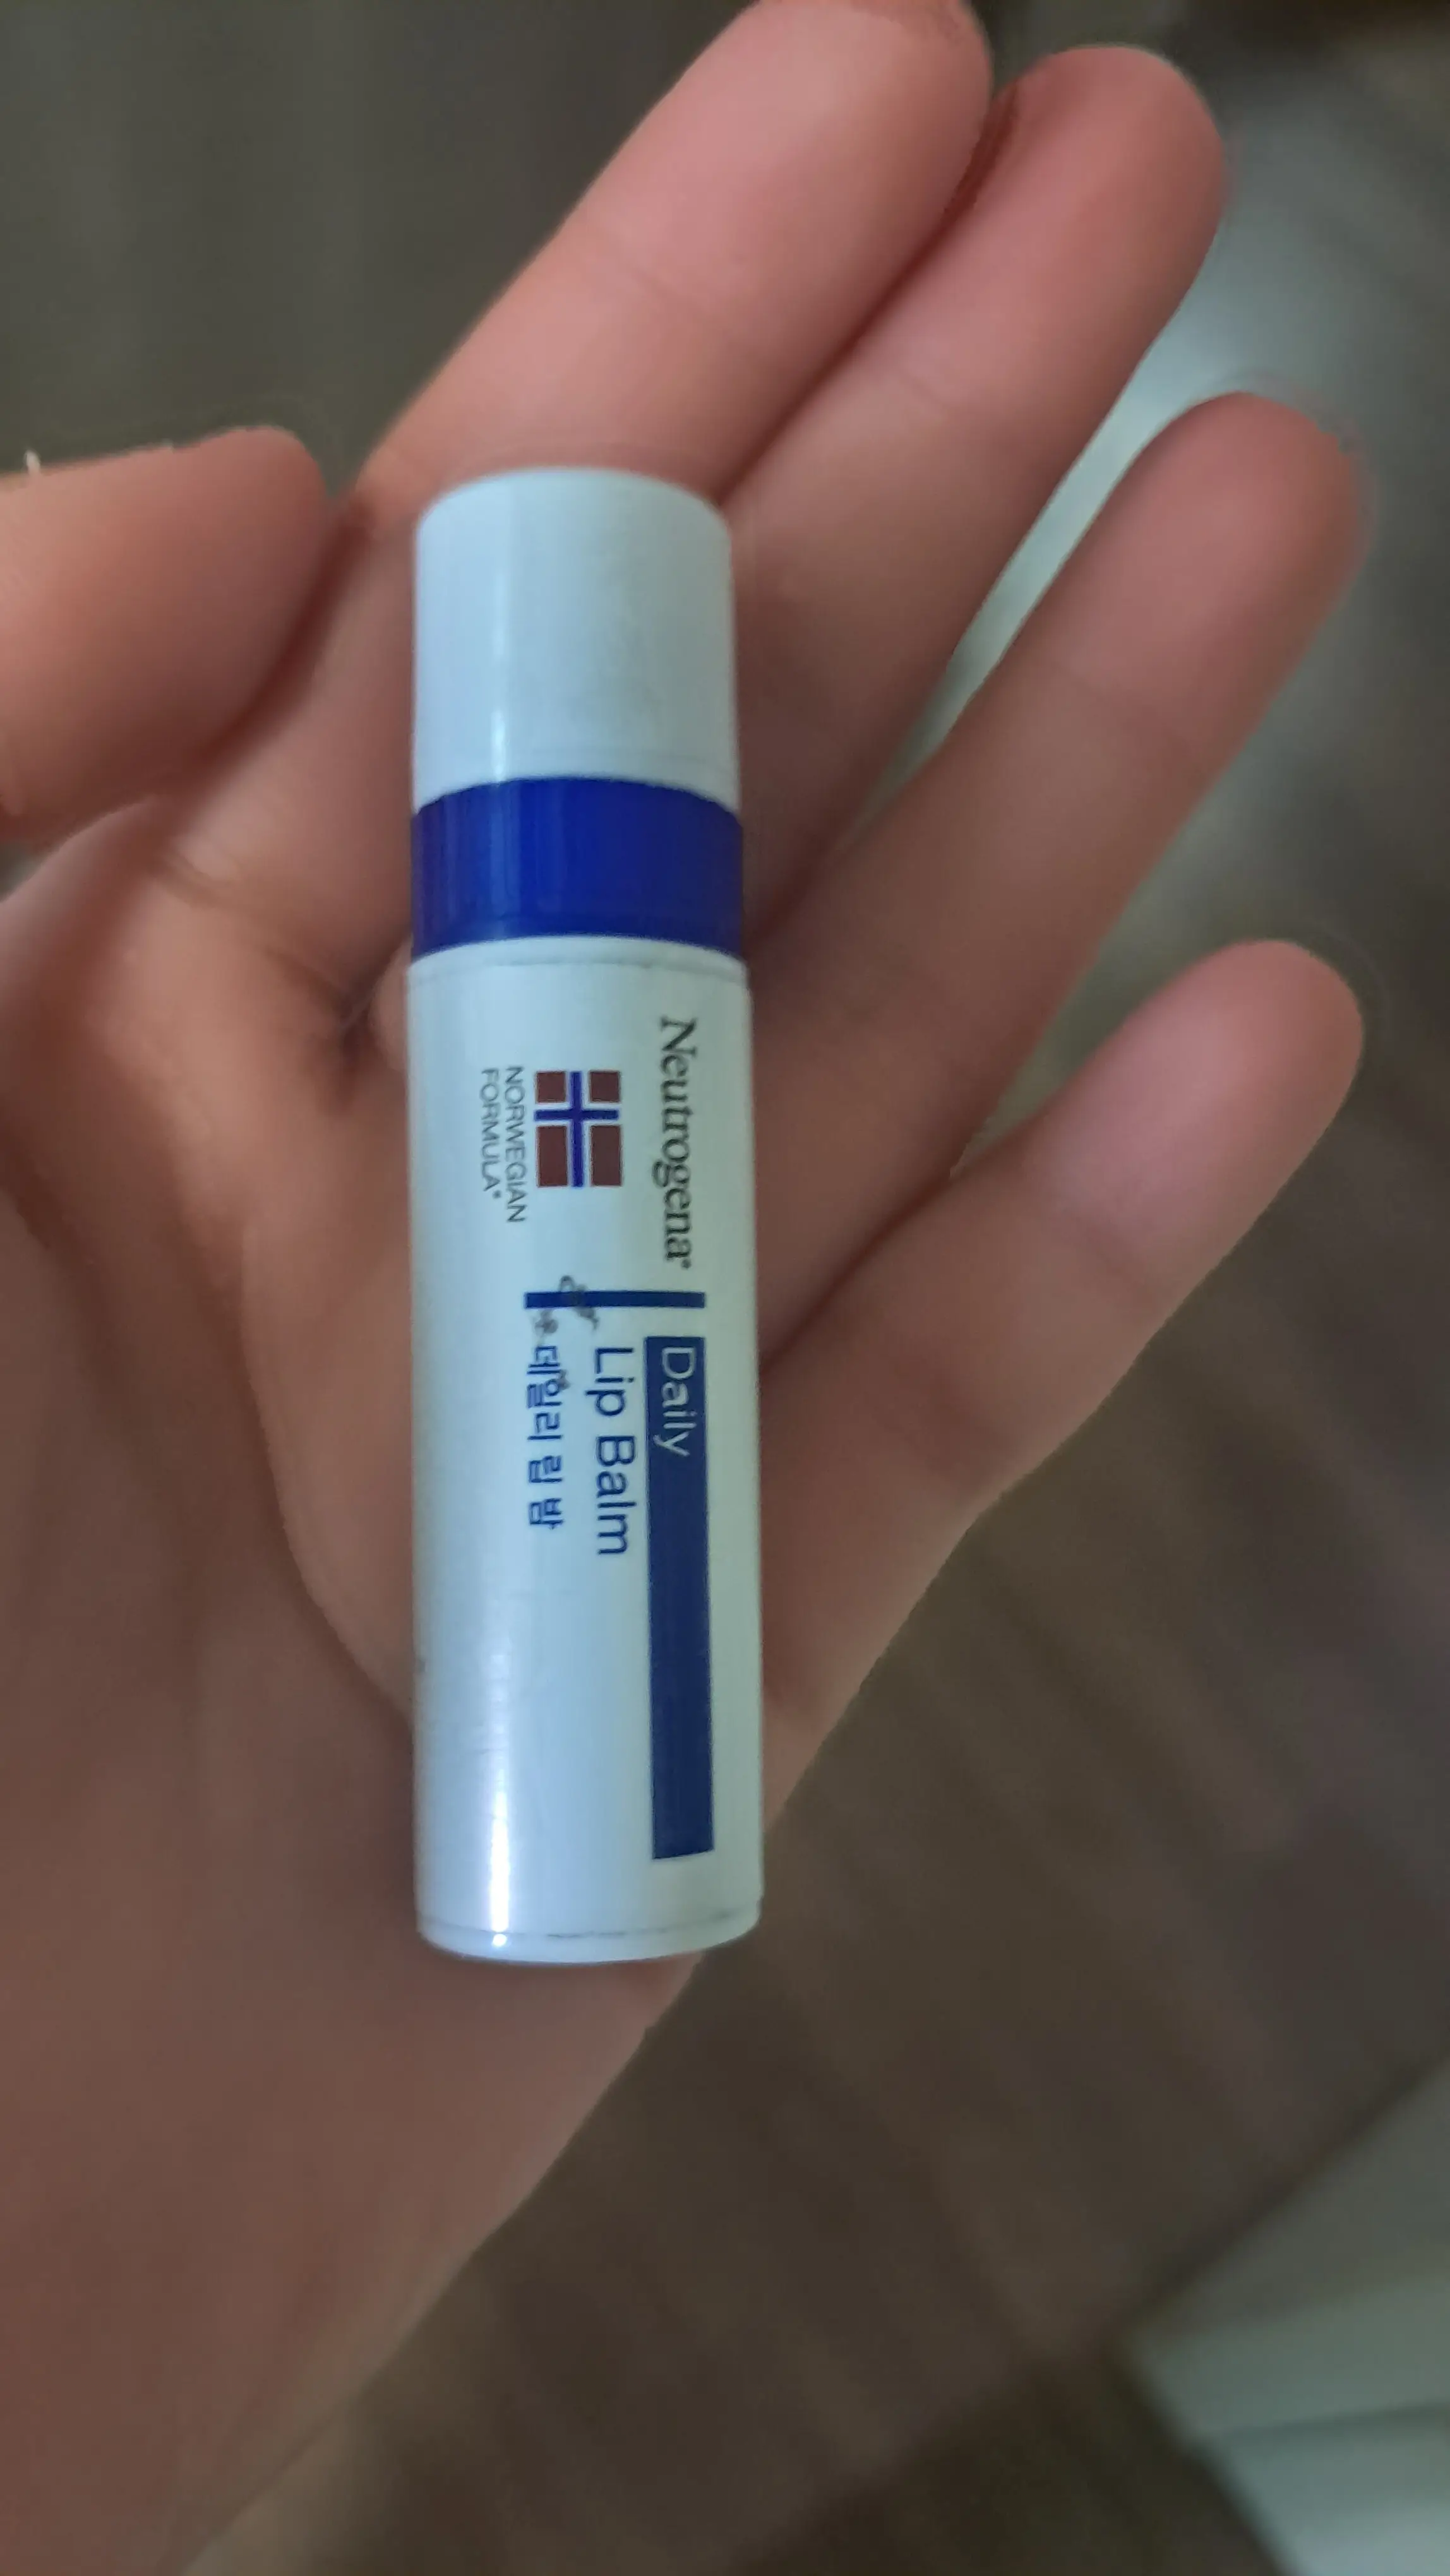 Neutrogena®
NORWEGIAN
FORMULA®
Daily
Lip Balm
데일리 립 밤